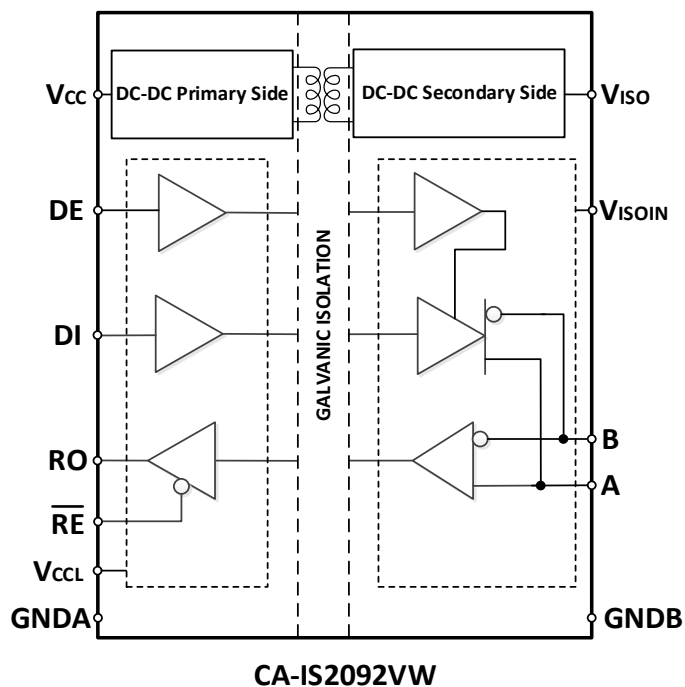 DC-DC Primary Side
DC-DC Secondary Side
VCC
VISO
DE
VISOIN
DI
GALVANIC ISOLATION
B
RO
A
RE
VCCL
GNDA
GNDB
CA-IS2092VW